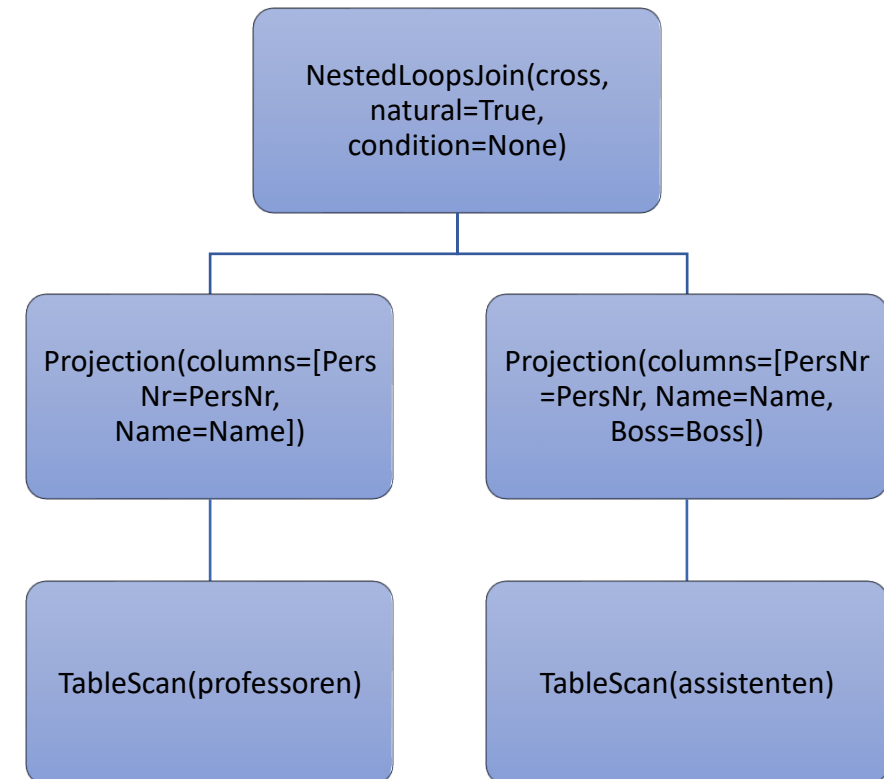 NestedLoopsJoin(cross,
natural=True,
condition=None)
Projection(columns=[Pers
Nr=PersNr,
Name=Name])
Projection(columns=[PersNr
=PersNr, Name=Name,
Boss=Boss])
TableScan(professoren)
TableScan(assistenten)